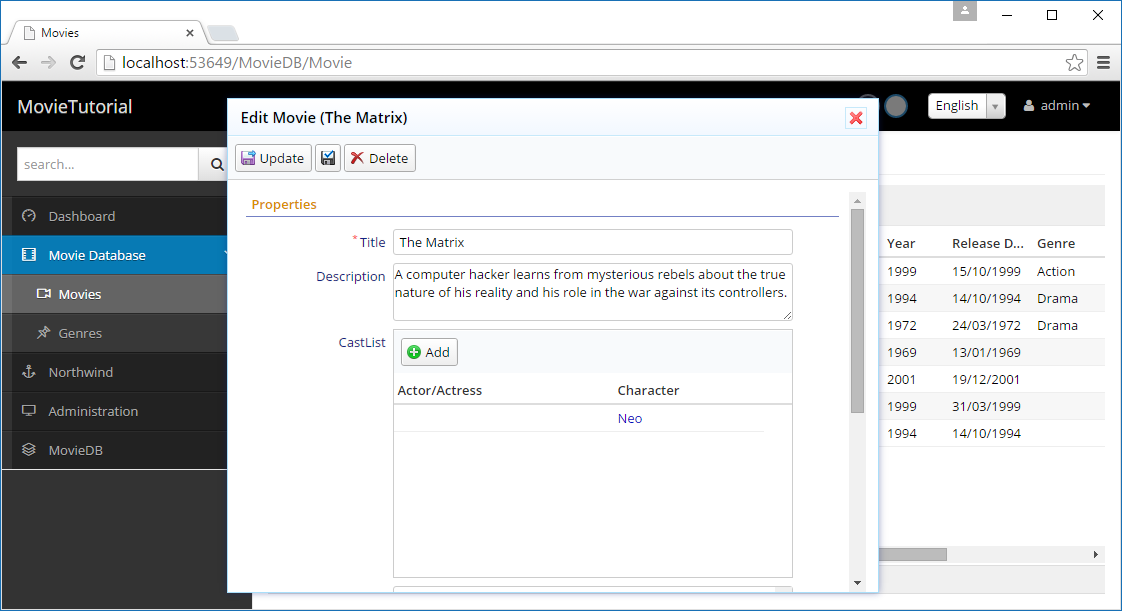 Movies
localhost:53649/MovieDB/Movie
MovieTutorial
English
admin
search...
Dashboard
Movie Database
Movies
Genres
Northwind
Administration
MovieDB
Edit Movie (The Matrix)
Update
Delete
Properties
*Title
The Matrix
Description
A computer hacker learns from mysterious rebels about the true
nature of his reality and his role in the war against its controllers.
CastList
Add
Actor/Actress Character
Neo
Year Release D... Genre
1999 15/10/1999 Action
1994 14/10/1994 Drama
1972 24/03/1972 Drama
1969 13/01/1969
2001 19/12/2001
1999 31/03/1999
1994 14/10/1994